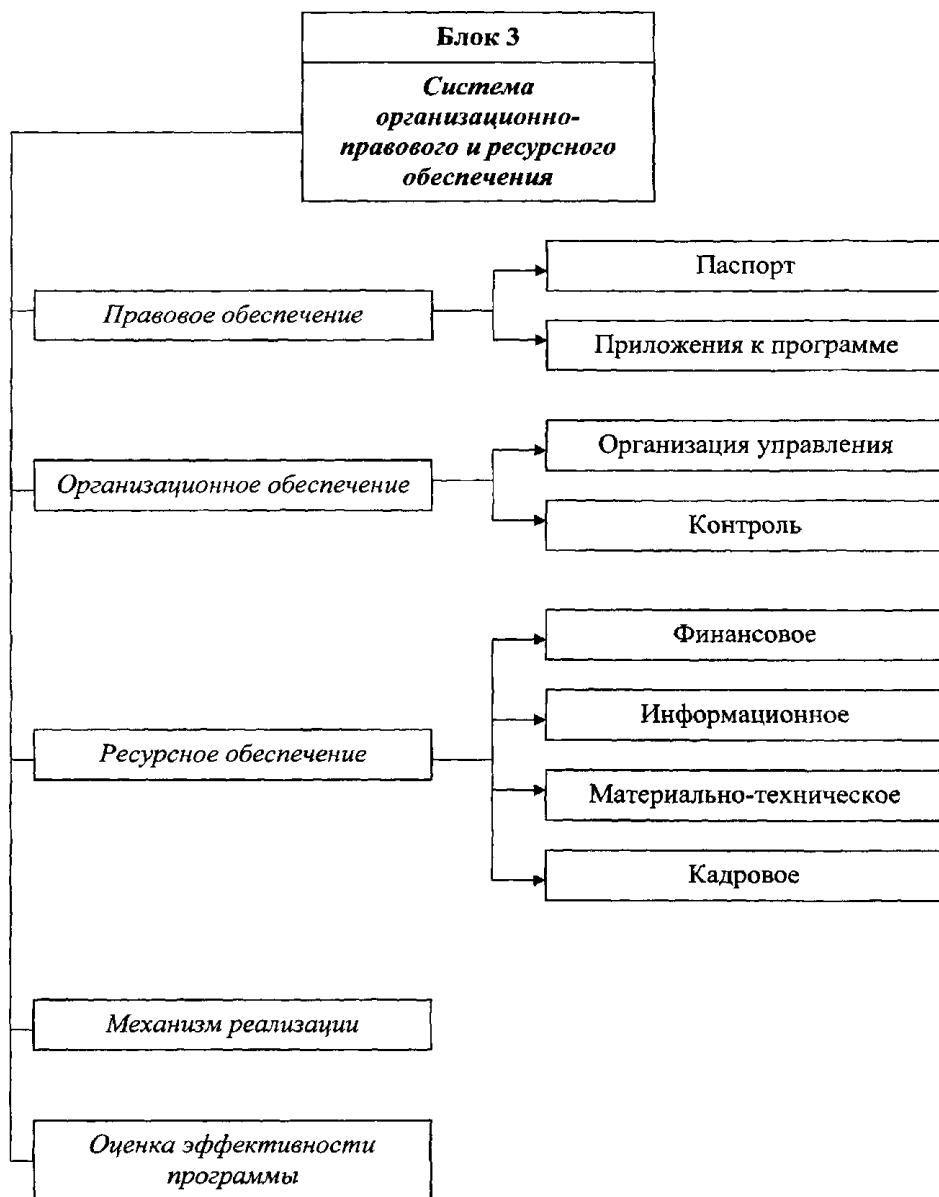 Блок 3
Система
организационно-
правового и ресурсного
обеспечения
Правовое обеспечение
Паспорт
Приложения к программе
Организационное обеспечение
Организация управления
Контроль
Ресурсное обеспечение
Финансовое
Информационное
Материально-техническое
Кадровое
Механизм реализации
Оценка эффективности
программы